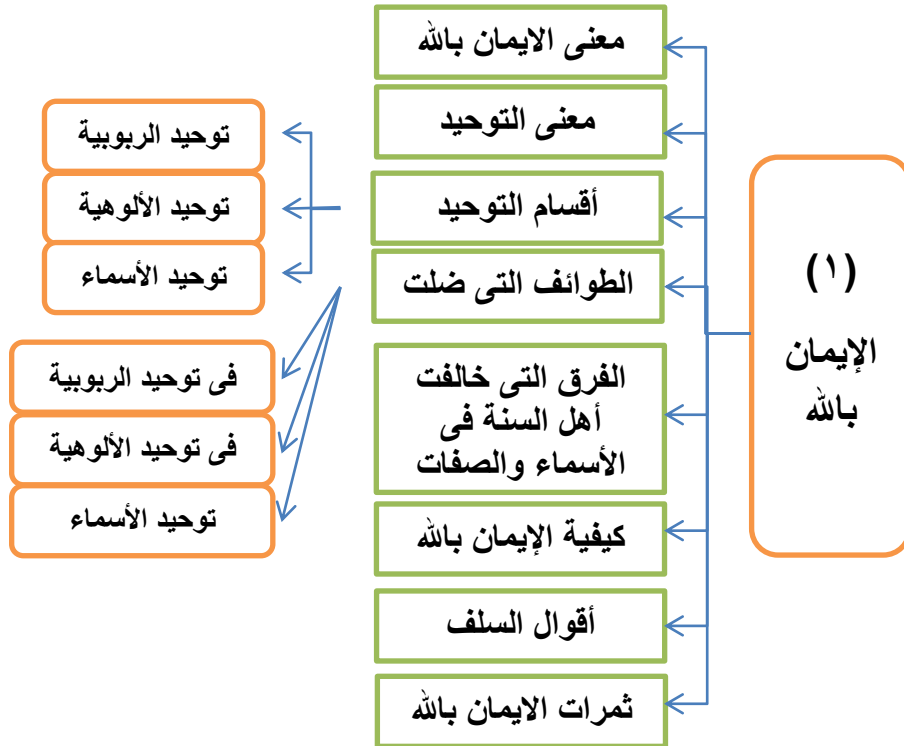 (١)
الإيمان
بالله
معنى الايمان بالله
معنى التوحيد
أقسام التوحيد
الطوائف التى ضلت
الفرق التى خالفت
أهل السنة فى
الأسماء والصفات
كيفية الإيمان بالله
أقوال السلف
ثمرات الايمان بالله
توحيد الربوبية
توحيد الألوهية
توحيد الأسماء
فى توحيد الربوبية
فى توحيد الألوهية
توحيد الأسماء